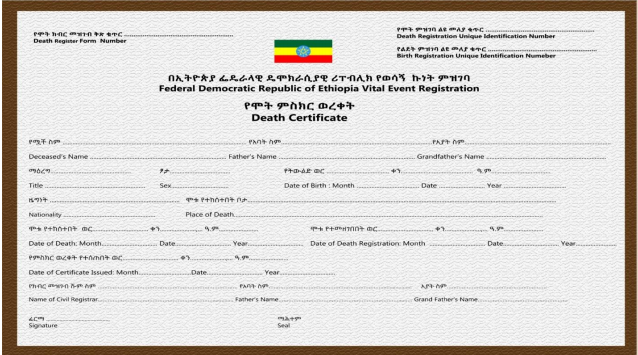 የሞት ክብር መዝገብ ቅጽ ቁጥር ........................................
Death Register Form Number
የሞት ምዝገባ ልዩ መለያ ቁጥር ........................................
Death Registration Unique Identification Number
የልደት ምዝገባ ልዩ መለያ ቁጥር ........................................
Birth Registration Unique Identification Numeber
በኢትዮጵያ ፌዴራላዊ ዴሞክራሲያዊ ሪፐብሊክ የወሳኝ ኩነት ምዝገባ
Federal Democratic Republic of Ethiopia Vital Event Registration
የሞት ምስክር ወረቀት
Death Certificate
የሟች ስም ........................................ የአባት ስም ........................................ የአያት ስም ........................................
Deceased's Name ........................................ Father's Name ........................................ Grandfather's Name ........................................
ማዕረግ .................... ፆታ .................... የትውልድ ወር .................... ቀን .................... ዓ.ም ....................
Title .................... Sex .................... Date of Birth : Month .................... Date .................... Year ....................
ዜግነት .................... ሞቱ የተከሰተበት ቦታ ........................................
Nationality .................... Place of Death ........................................
ሞቱ የተከሰተበት ወር .................... ቀን .................... ዓ.ም .................... ሞቱ የተመዘገበበት ወር .................... ቀን .................... ዓ.ም ....................
Date of Death: Month .................... Date .................... Year .................... Date of Death Registration: Month .................... Date .................... Year ....................
የምስክር ወረቀቱ የተሰጠበት ወር .................... ቀን .................... ዓ.ም ....................
Date of Certificate Issued: Month .................... Date .................... Year ....................
የክብር መዝገብ ሹም ስም .................... የአባት ስም .................... አያት ስም ....................
Name of Civil Registrar .................... Father's Name .................... Grand Father's Name ....................
ፊርማ .................... ማሕተም
Signature Seal